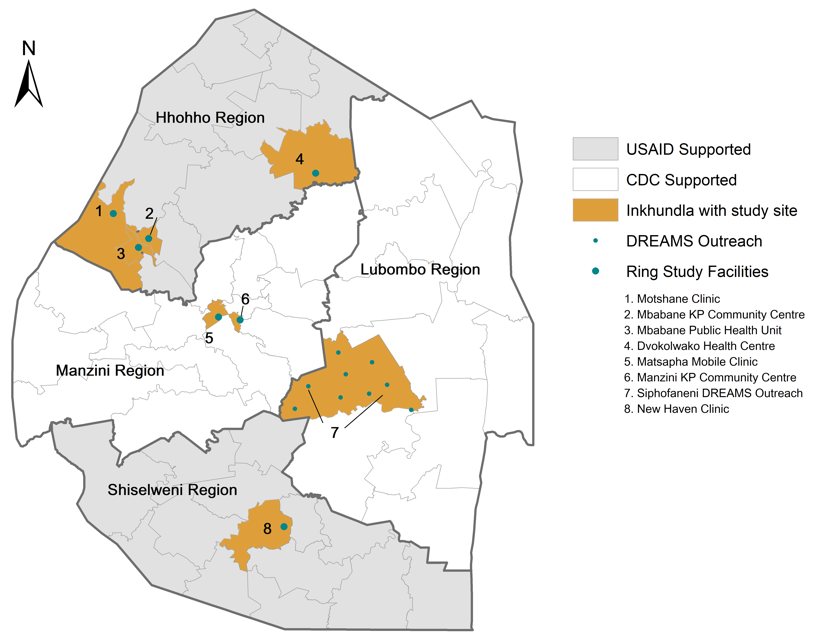 N
Hhohho Region
4
1
2
3
Lubombo Region
6
5
Manzini Region
7
Shiselweni Region
8
USAID Supported
CDC Supported
Inkhundla with study site
DREAMS Outreach
Ring Study Facilities
1. Motshane Clinic
2. Mbabane KP Community Centre
3. Mbabane Public Health Unit
4. Dvokolwako Health Centre
5. Matsapha Mobile Clinic
6. Manzini KP Community Centre
7. Siphofaneni DREAMS Outreach
8. New Haven Clinic